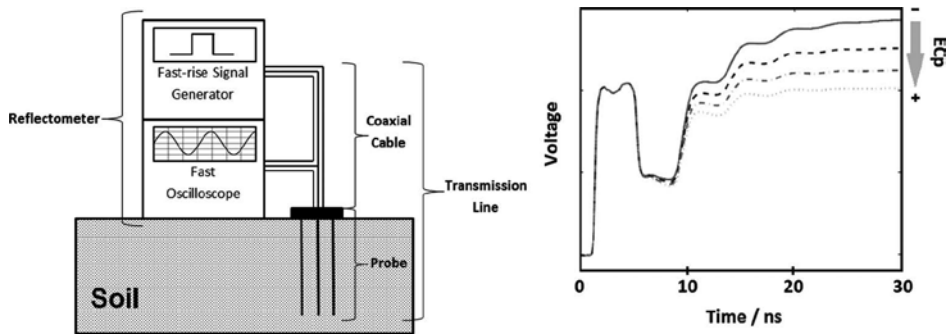 Reflectometer
Fast-rise Signal
Generator
Fast
Oscilloscope
Coaxial
Cable
Transmission
Line
Probe
Soil
Voltage
0
10
20
30
Time / ns
-
ECp
+